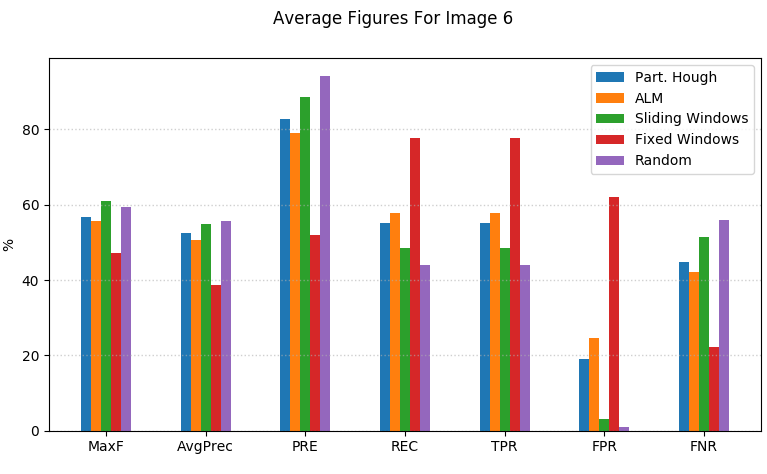 Average Figures For Image 6
Part. Hough
ALM
Sliding Windows
Fixed Windows
Random
%
80
60
40
20
0
MaxF AvgPrec PRE REC TPR FPR FNR